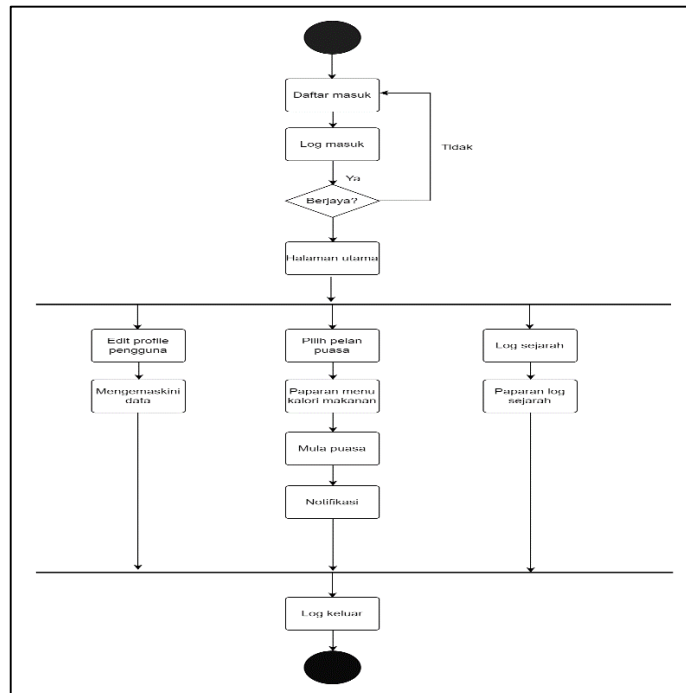 Daftar masuk
Log masuk
Tidak
Ya
Berjaya?
Halaman utama
Edit profile
pengguna
Pilih pelan
puasa
Log sejarah
Mengemaskini
data
Paparan menu
kalori makanan
Paparan log
sejarah
Mula puasa
Notifikasi
Log keluar